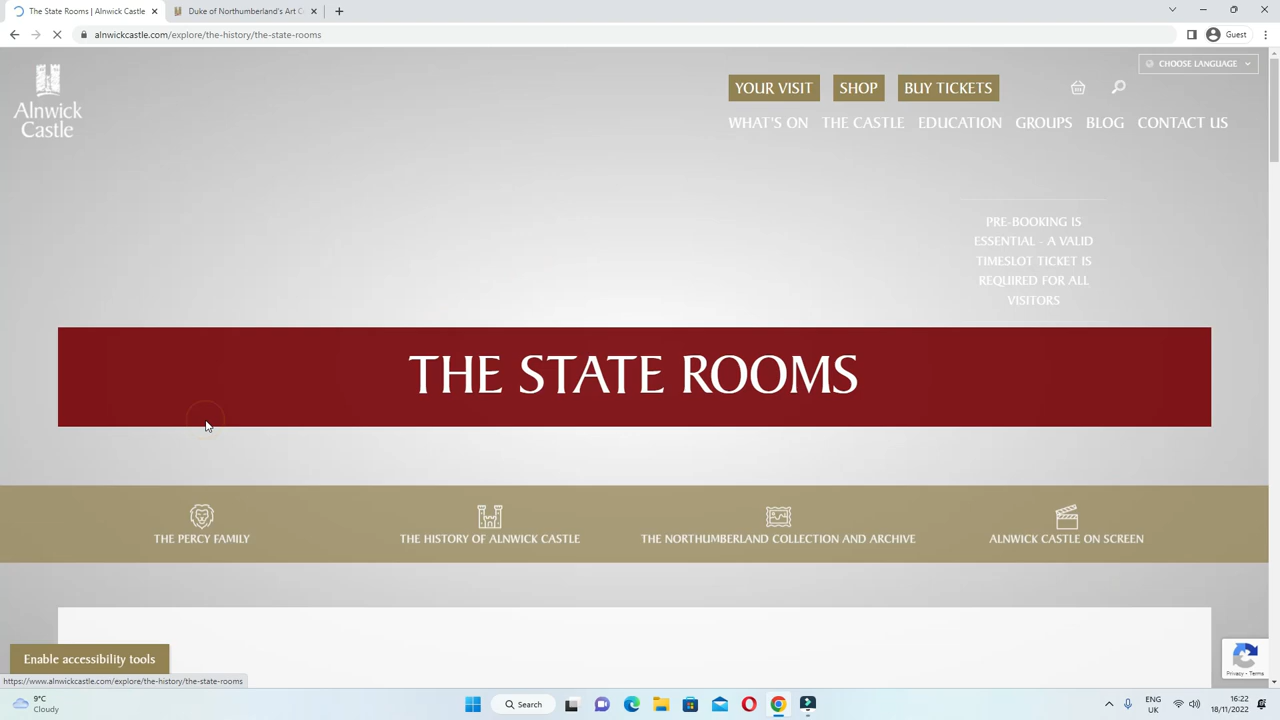 The State Rooms | Alnwick Castle
Duke of Northumberland's Art C
alnwickcastle.com/explore/the-history/the-state-rooms
Guest
CHOOSE LANGUAGE
Alnwick
Castle
YOUR VISIT
SHOP
BUY TICKETS
WHAT'S ON
THE CASTLE
EDUCATION
GROUPS
BLOG
CONTACT US
PRE-BOOKING IS
ESSENTIAL - A VALID
TIMESLOT TICKET IS
REQUIRED FOR ALL
VISITORS
THE STATE ROOMS
THE PERCY FAMILY
THE HISTORY OF ALNWICK CASTLE
THE NORTHUMBERLAND COLLECTION AND ARCHIVE
ALNWICK CASTLE ON SCREEN
Enable accessibility tools
Privacy - Terms
https://www.alnwickcastle.com/explore/the-history/the-state-rooms
9°C
Cloudy
Search
ENG
UK
16:22
18/11/2022